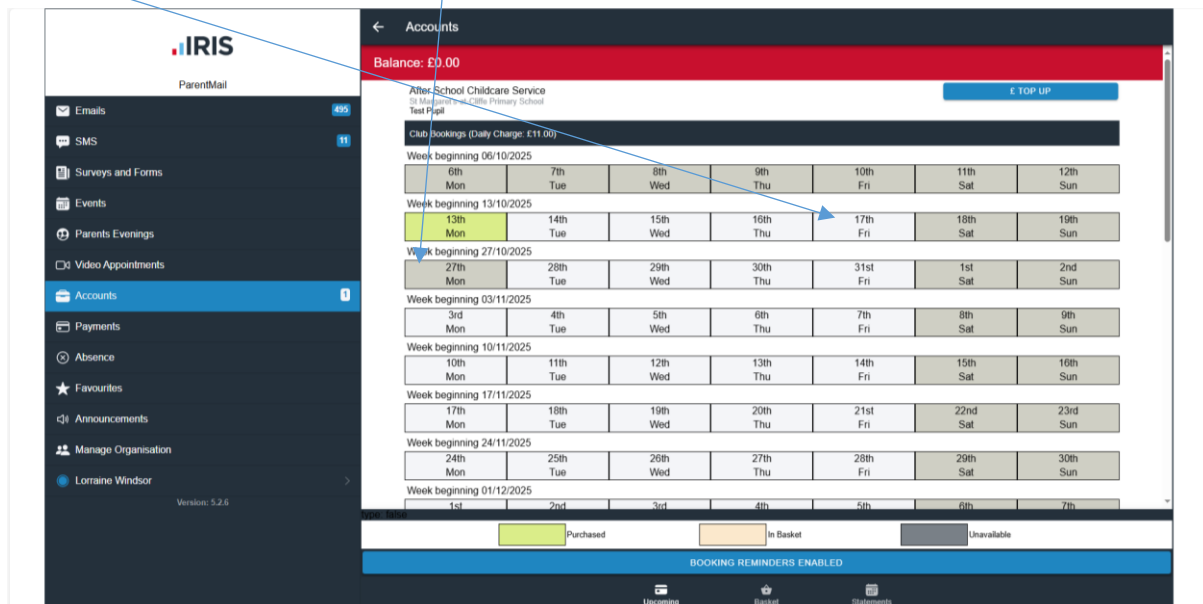 IRIS
ParentMail
Emails 495
SMS 11
Surveys and Forms
Events
Parents Evenings
Video Appointments
Accounts 1
Payments
Absence
Favourites
Announcements
Manage Organisation
Lorraine Windsor
Version: 5.2.6
Accounts
Balance: £0.00
After School Childcare Service
St Margaret's-at-Cliffe Primary School
Test Pupil
£ TOP UP
Club Bookings (Daily Charge: £11.00)
Week beginning 06/10/2025
6th 7th 8th 9th 10th 11th 12th
Mon Tue Wed Thu Fri Sat Sun
Week beginning 13/10/2025
13th 14th 15th 16th 17th 18th 19th
Mon Tue Wed Thu Fri Sat Sun
Week beginning 27/10/2025
27th 28th 29th 30th 31st 1st 2nd
Mon Tue Wed Thu Fri Sat Sun
Week beginning 03/11/2025
3rd 4th 5th 6th 7th 8th 9th
Mon Tue Wed Thu Fri Sat Sun
Week beginning 10/11/2025
10th 11th 12th 13th 14th 15th 16th
Mon Tue Wed Thu Fri Sat Sun
Week beginning 17/11/2025
17th 18th 19th 20th 21st 22nd 23rd
Mon Tue Wed Thu Fri Sat Sun
Week beginning 24/11/2025
24th 25th 26th 27th 28th 29th 30th
Mon Tue Wed Thu Fri Sat Sun
Week beginning 01/12/2025
1st 2nd 3rd 4th 5th 6th 7th
type: false
Purchased In Basket Unavailable
BOOKING REMINDERS ENABLED
Upcoming Basket Statements